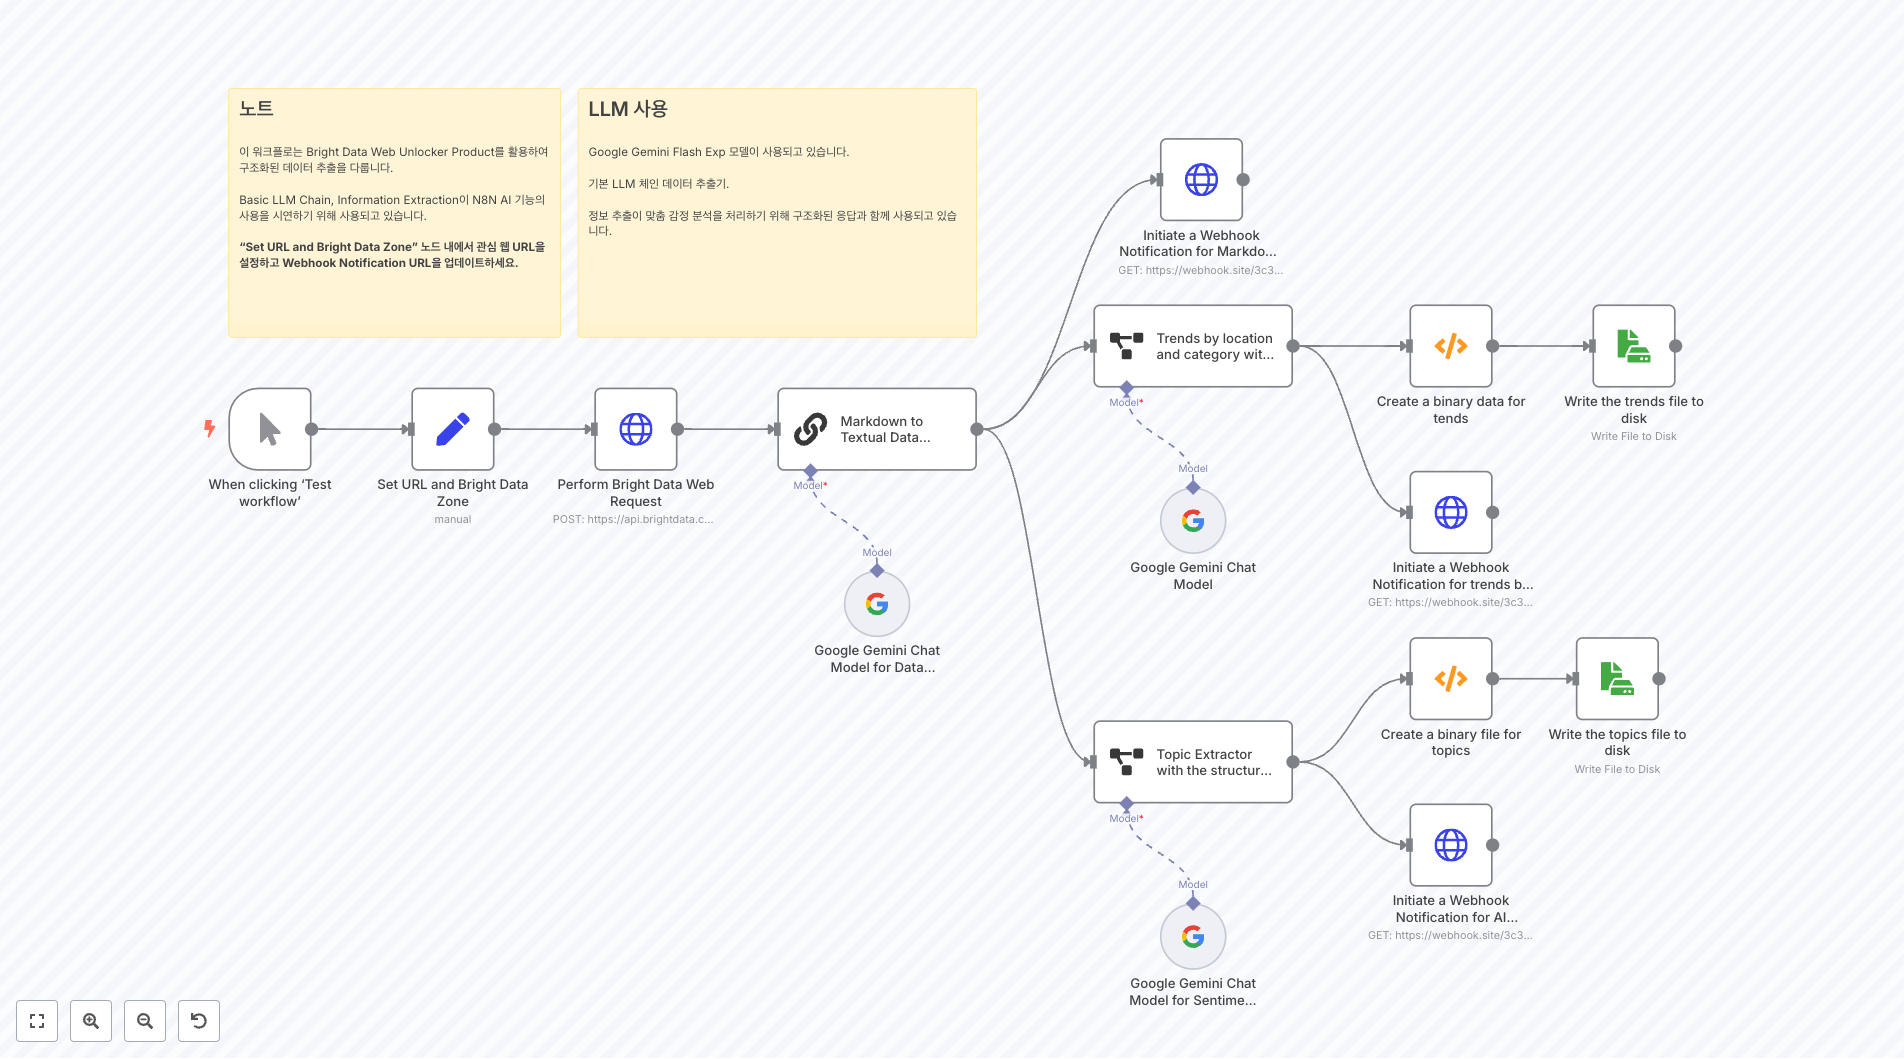 노트
이 워크플로는 Bright Data Web Unlocker Product를 활용하여
구조화된 데이터 추출을 다룹니다.
Basic LLM Chain, Information Extraction이 N8N AI 기능의
사용을 시연하기 위해 사용되고 있습니다.
“Set URL and Bright Data Zone” 노드 내에서 관심 웹 URL을
설정하고 Webhook Notification URL을 업데이트하세요.
LLM 사용
Google Gemini Flash Exp 모델이 사용되고 있습니다.
기본 LLM 체인 데이터 추출기.
정보 추출이 맞춤 감정 분석을 처리하기 위해 구조화된 응답과 함께 사용되고 있습
니다.
When clicking ‘Test
workflow’
Set URL and Bright Data
Zone
manual
Perform Bright Data Web
Request
POST: https://api.brightdata.c...
Markdown to
Textual Data...
Model*
Model
Google Gemini Chat
Model for Data...
Initiate a Webhook
Notification for Markdo...
GET: https://webhook.site/3c3...
Trends by location
and category wit...
Model*
Model
Google Gemini Chat
Model
Create a binary data for
tends
Write the trends file to
disk
Write File to Disk
Initiate a Webhook
Notification for trends b...
GET: https://webhook.site/3c3...
Topic Extractor
with the structur...
Model*
Model
Google Gemini Chat
Model for Sentime...
Create a binary file for
topics
Write the topics file to
disk
Write File to Disk
Initiate a Webhook
Notification for AI...
GET: https://webhook.site/3c3...